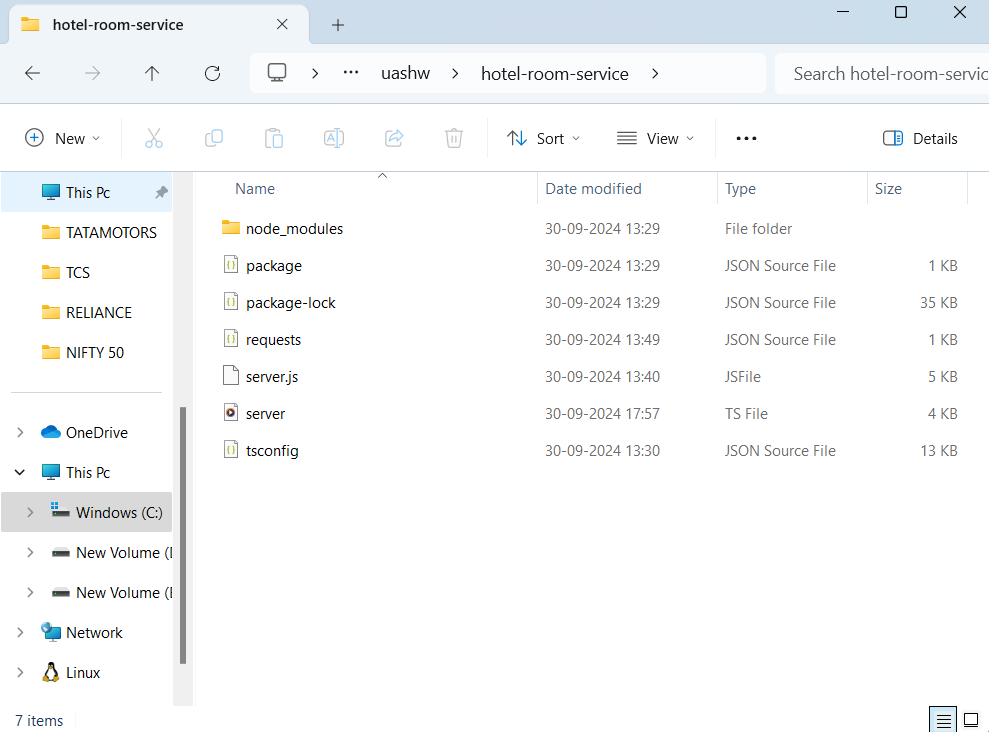 hotel-room-service
uashw hotel-room-service Search hotel-room-servic
New Sort View Details
Name Date modified Type Size
This Pc
TATAMOTORS
TCS
RELIANCE
NIFTY 50
OneDrive
This Pc
Windows (C:)
New Volume (
New Volume (
Network
Linux
node_modules 30-09-2024 13:29 File folder
package 30-09-2024 13:29 JSON Source File 1 KB
package-lock 30-09-2024 13:29 JSON Source File 35 KB
requests 30-09-2024 13:49 JSON Source File 1 KB
server.js 30-09-2024 13:40 JSFile 5 KB
server 30-09-2024 17:57 TS File 4 KB
tsconfig 30-09-2024 13:30 JSON Source File 13 KB
7 items